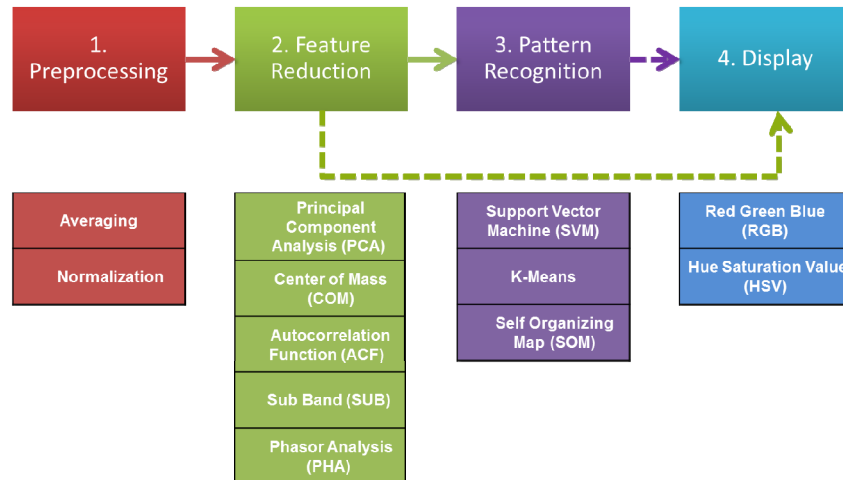 1.
Preprocessing
2. Feature
Reduction
3. Pattern
Recognition
4. Display
Averaging
Normalization
Principal
Component
Analysis (PCA)
Center of Mass
(COM)
Autocorrelation
Function (ACF)
Sub Band (SUB)
Phasor Analysis
(PHA)
Support Vector
Machine (SVM)
K-Means
Self Organizing
Map (SOM)
Red Green Blue
(RGB)
Hue Saturation Value
(HSV)